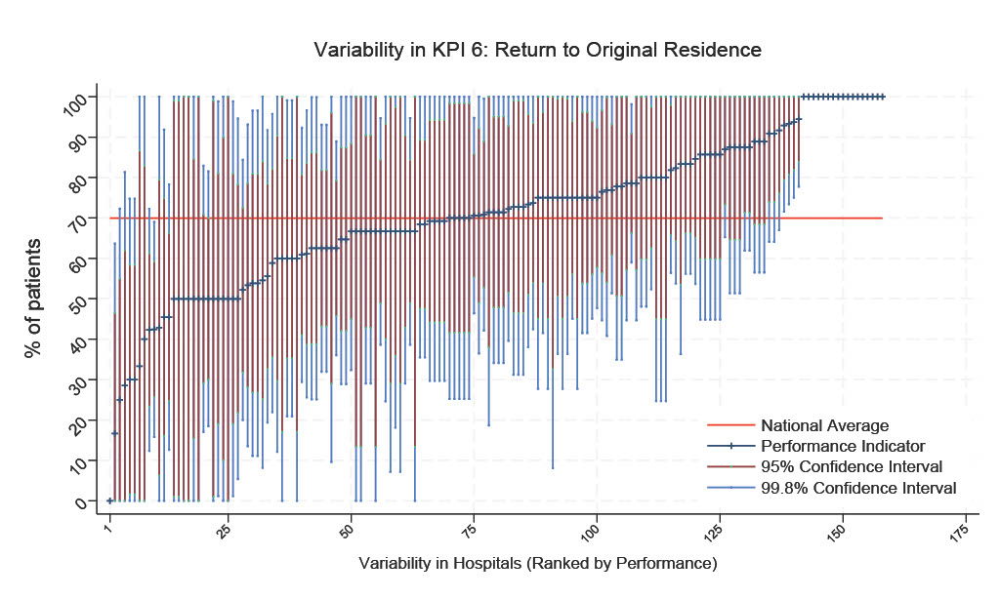 Variability in KPI 6: Return to Original Residence
% of patients
100
90
80
70
60
50
40
30
20
10
0
National Average
Performance Indicator
95% Confidence Interval
99.8% Confidence Interval
1 25 50 75 100 125 150 175
Variability in Hospitals (Ranked by Performance)